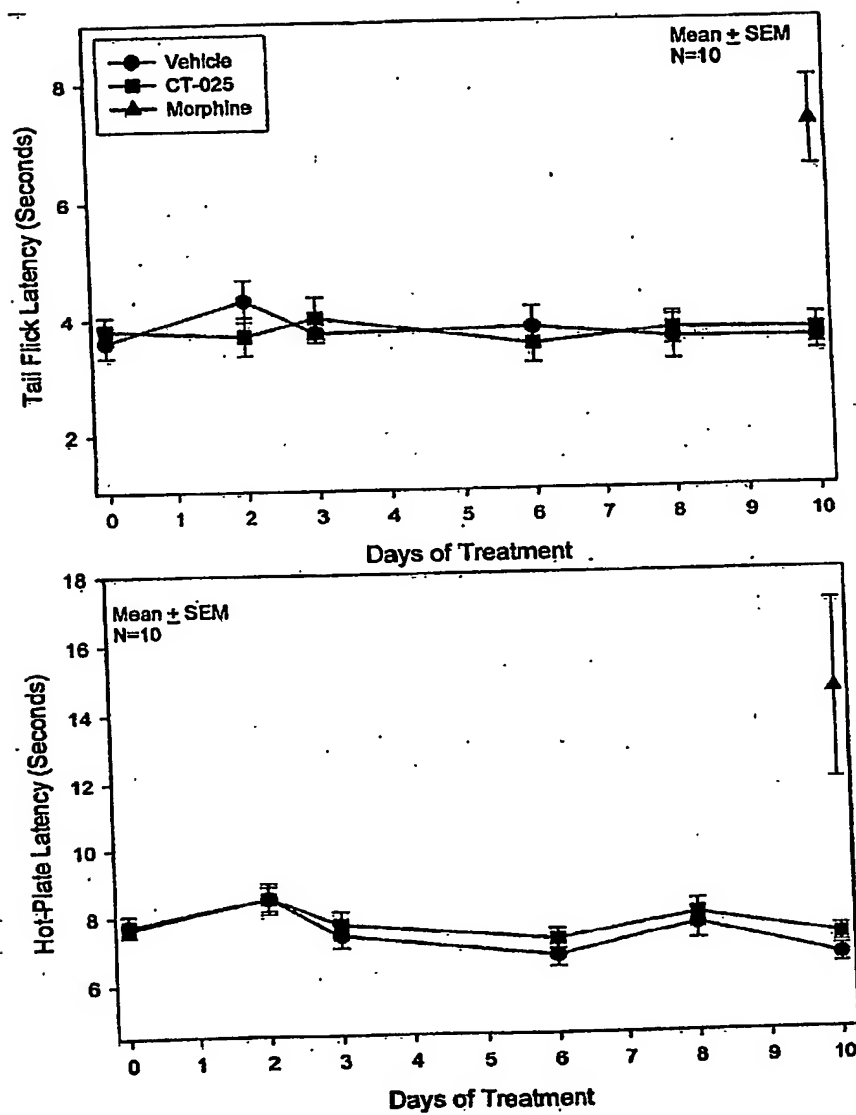 Vehicle
CT-025
Morphine
Mean ± SEM
N=10
8
6
4
2
Tail Flick Latency (Seconds)
0 1 2 3 4 5 6 7 8 9 10
Days of Treatment
18
16
14
12
10
8
6
Mean ± SEM
N=10
Hot-Plate Latency (Seconds)
0 1 2 3 4 5 6 7 8 9 10
Days of Treatment